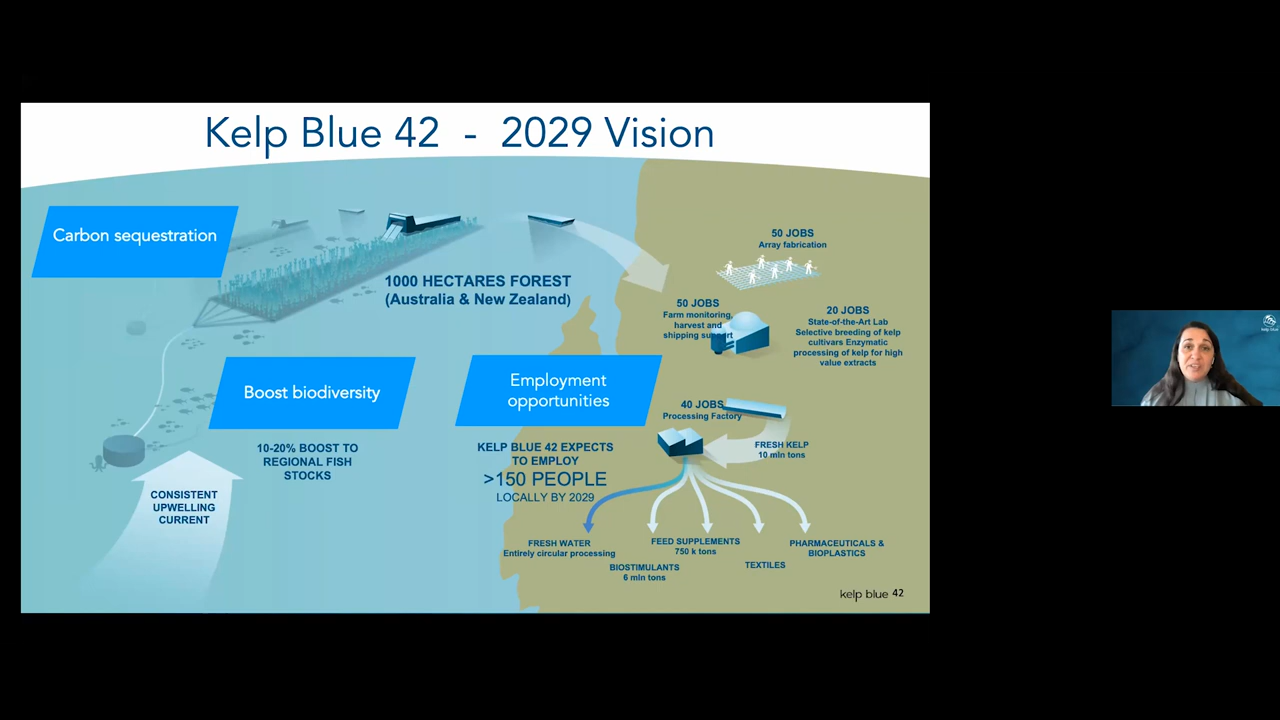 Kelp Blue 42 - 2029 Vision
Carbon sequestration
1000 HECTARES FOREST
(Australia & New Zealand)
50 JOBS
Array fabrication
50 JOBS
Farm monitoring,
harvest and
shipping support
20 JOBS
State-of-the-Art Lab
Selective breeding of kelp
cultivars Enzymatic
processing of kelp for high
value extracts
Boost biodiversity
10-20% BOOST TO
REGIONAL FISH
STOCKS
Employment
opportunities
KELP BLUE 42 EXPECTS
TO EMPLOY
>150 PEOPLE
LOCALLY BY 2029
40 JOBS
Processing Factory
FRESH KELP
10 mln tons
CONSISTENT
UPWELLING
CURRENT
FRESH WATER
Entirely circular processing
BIOSTIMULANTS
6 mln tons
FEED SUPPLEMENTS
750 k tons
TEXTILES
PHARMACEUTICALS &
BIOPLASTICS
kelp blue 42
kelp blue